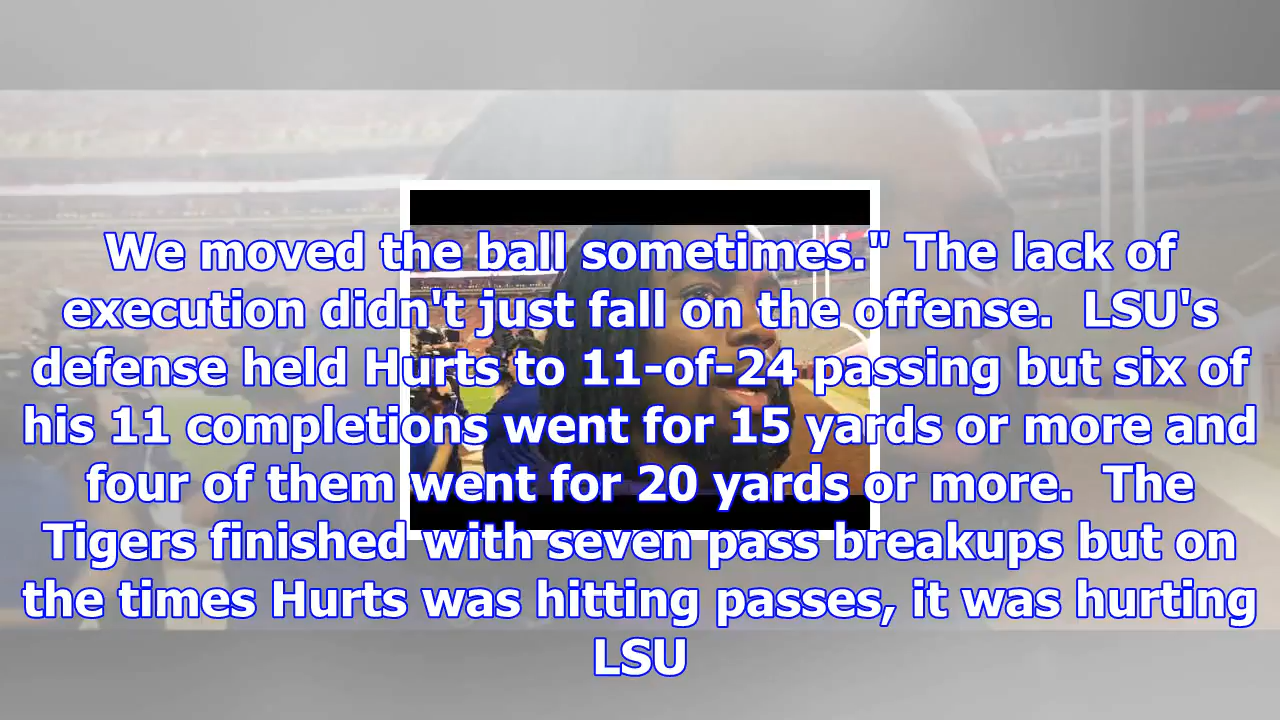 We moved the ball sometimes." The lack of
execution didn't just fall on the offense.  LSU's
defense held Hurts to 11-of-24 passing but six of
his 11 completions went for 15 yards or more and
four of them went for 20 yards or more.  The
Tigers finished with seven pass breakups but on
the times Hurts was hitting passes, it was hurting
LSU